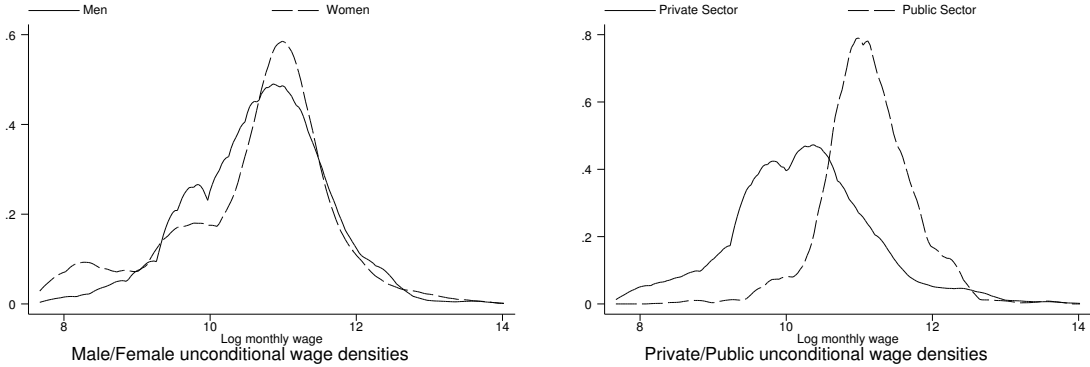 Men Women
.6
.4
.2
0
8 10 12 14
Log monthly wage
Male/Female unconditional wage densities
Private Sector Public Sector
.8
.6
.4
.2
0
8 10 12 14
Log monthly wage
Private/Public unconditional wage densities